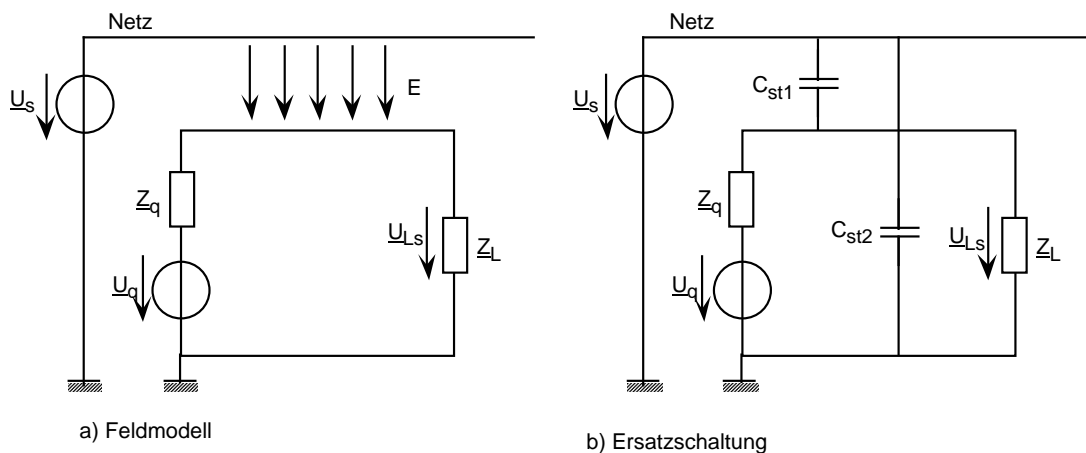 Netz
U_s
E
Z_q
U_Ls
Z_L
U_q
a) Feldmodell
Netz
C_st1
U_s
Z_q
C_st2
U_Ls
Z_L
U_q
b) Ersatzschaltung